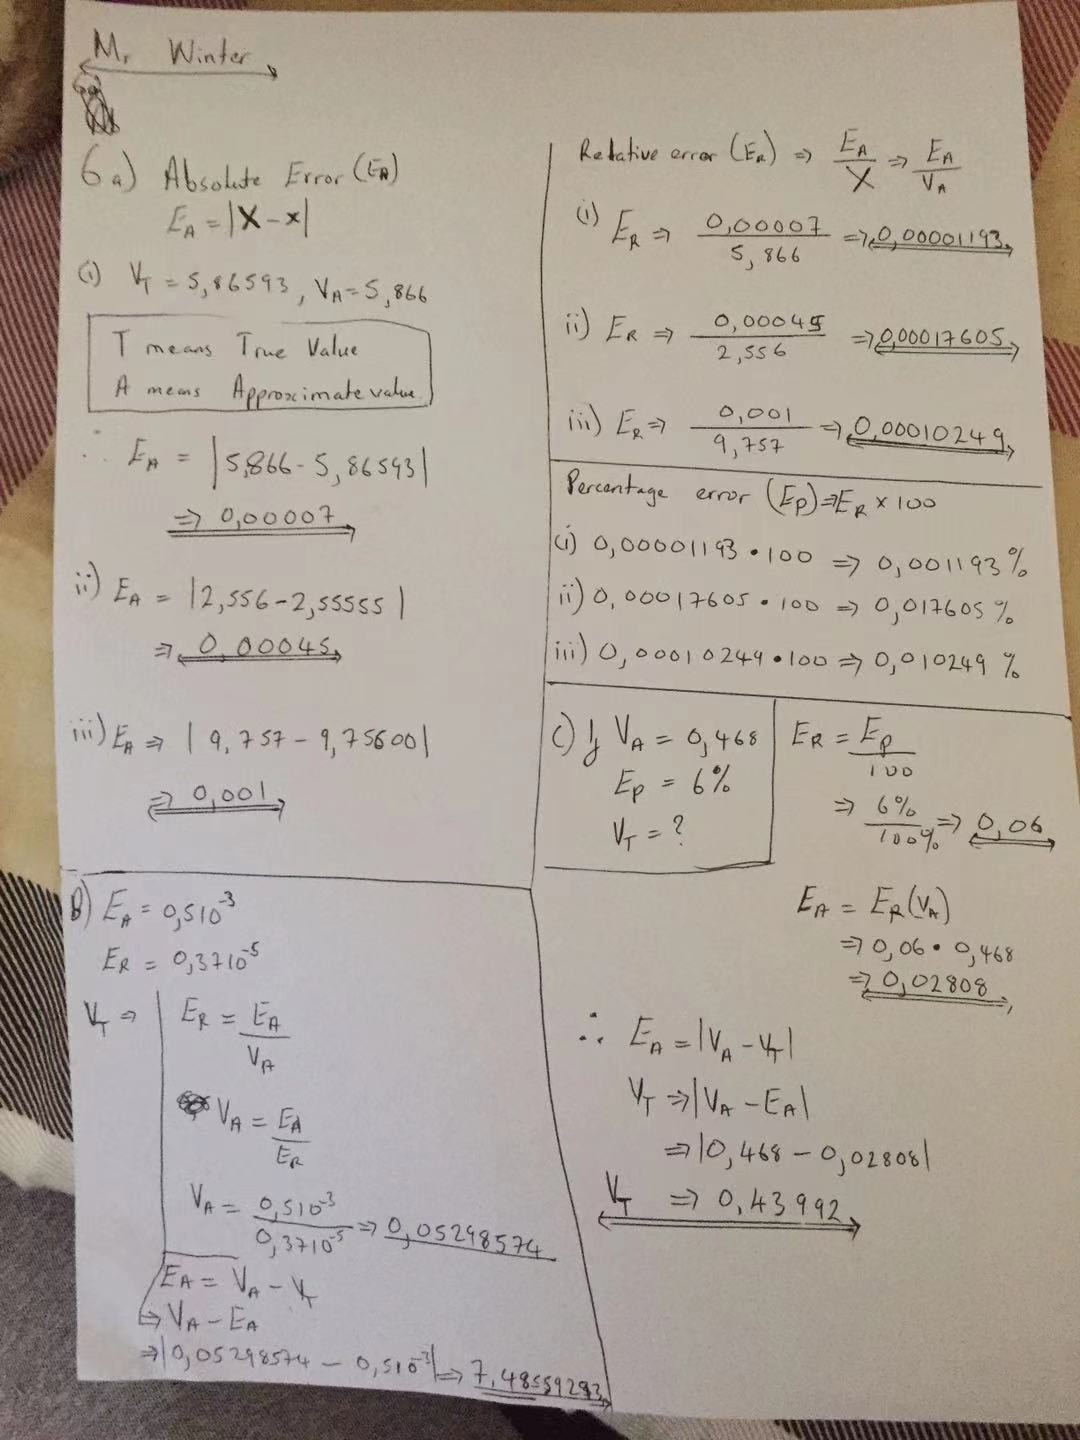 Mr Winter
6a) Absolute Error (EA)
EA = |X - x|
(i) VT = 5,86593, VA = 5,866
T means True Value
A means Approximate value
∴ EA = |5,866 - 5,86593|
⇒ 0,00007
ii) EA = |2,556 - 2,55555|
⇒ 0,00045
iii) EA ⇒ |9,757 - 9,75600|
⇒ 0,001
B) EA = 0,510^-3
ER = 0,3710^-5
VT ⇒ ER = EA/VA
VA = EA/ER
VA = 0,510^-3/0,3710^-5 ⇒ 0,05298574
EA = VA - VT
⇒ VA - EA
⇒ |0,05298574 - 0,510^-3| ⇒ 7,48559293
Relative error (ER) ⇒ EA/X ⇒ EA/VA
(i) ER ⇒ 0,00007/5,866 ⇒ 0,00001193
ii) ER ⇒ 0,00045/2,556 ⇒ 0,00017605
iii) ER ⇒ 0,001/9,757 ⇒ 0,00010249
Percentage error (Ep) ⇒ ER × 100
(i) 0,00001193 • 100 ⇒ 0,001193 %
ii) 0,00017605 • 100 ⇒ 0,017605 %
iii) 0,00010249 • 100 ⇒ 0,010249 %
C) If VA = 0,468
Ep = 6%
VT = ?
ER = Ep/100
⇒ 6%/100% ⇒ 0,06
EA = ER(VA)
⇒ 0,06 • 0,468
⇒ 0,02808
∴ EA = |VA - VT|
VT ⇒ |VA - EA|
⇒ |0,468 - 0,02808|
VT ⇒ 0,43992